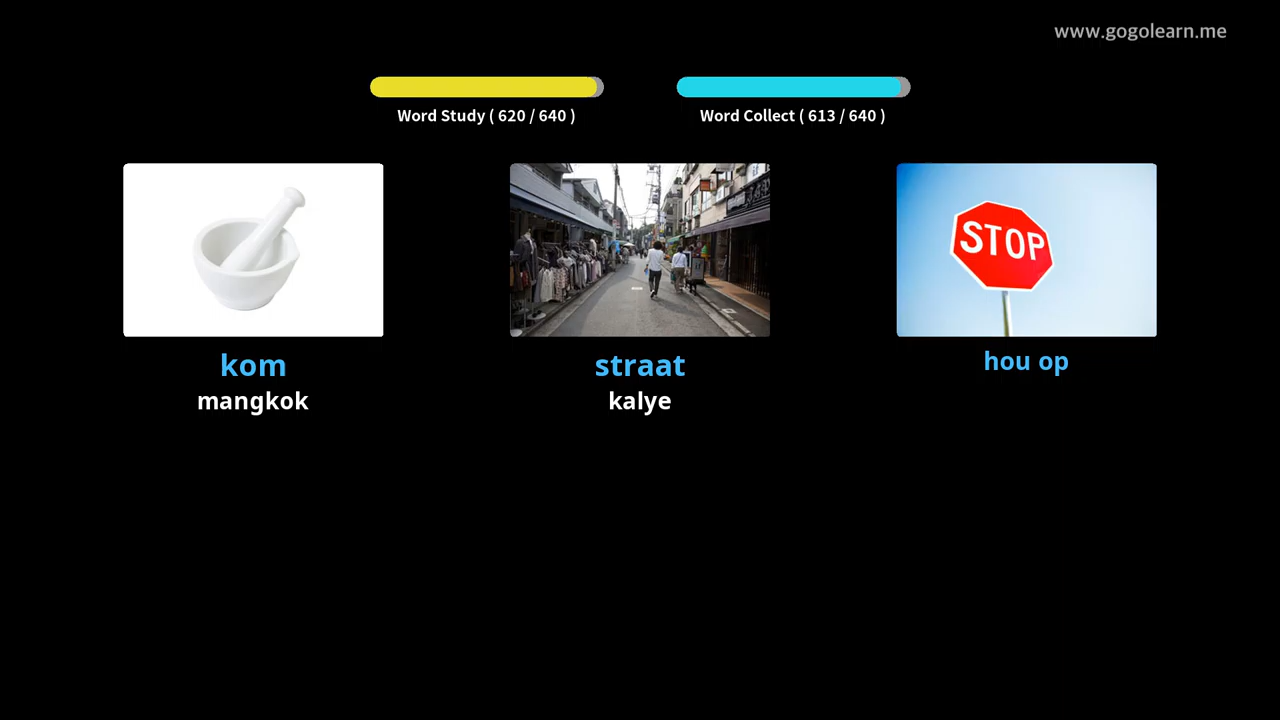 www.gogolearn.me
Word Study ( 620 / 640 )
Word Collect ( 613 / 640 )
STOP
kom
straat
hou op
mangkok
kalye